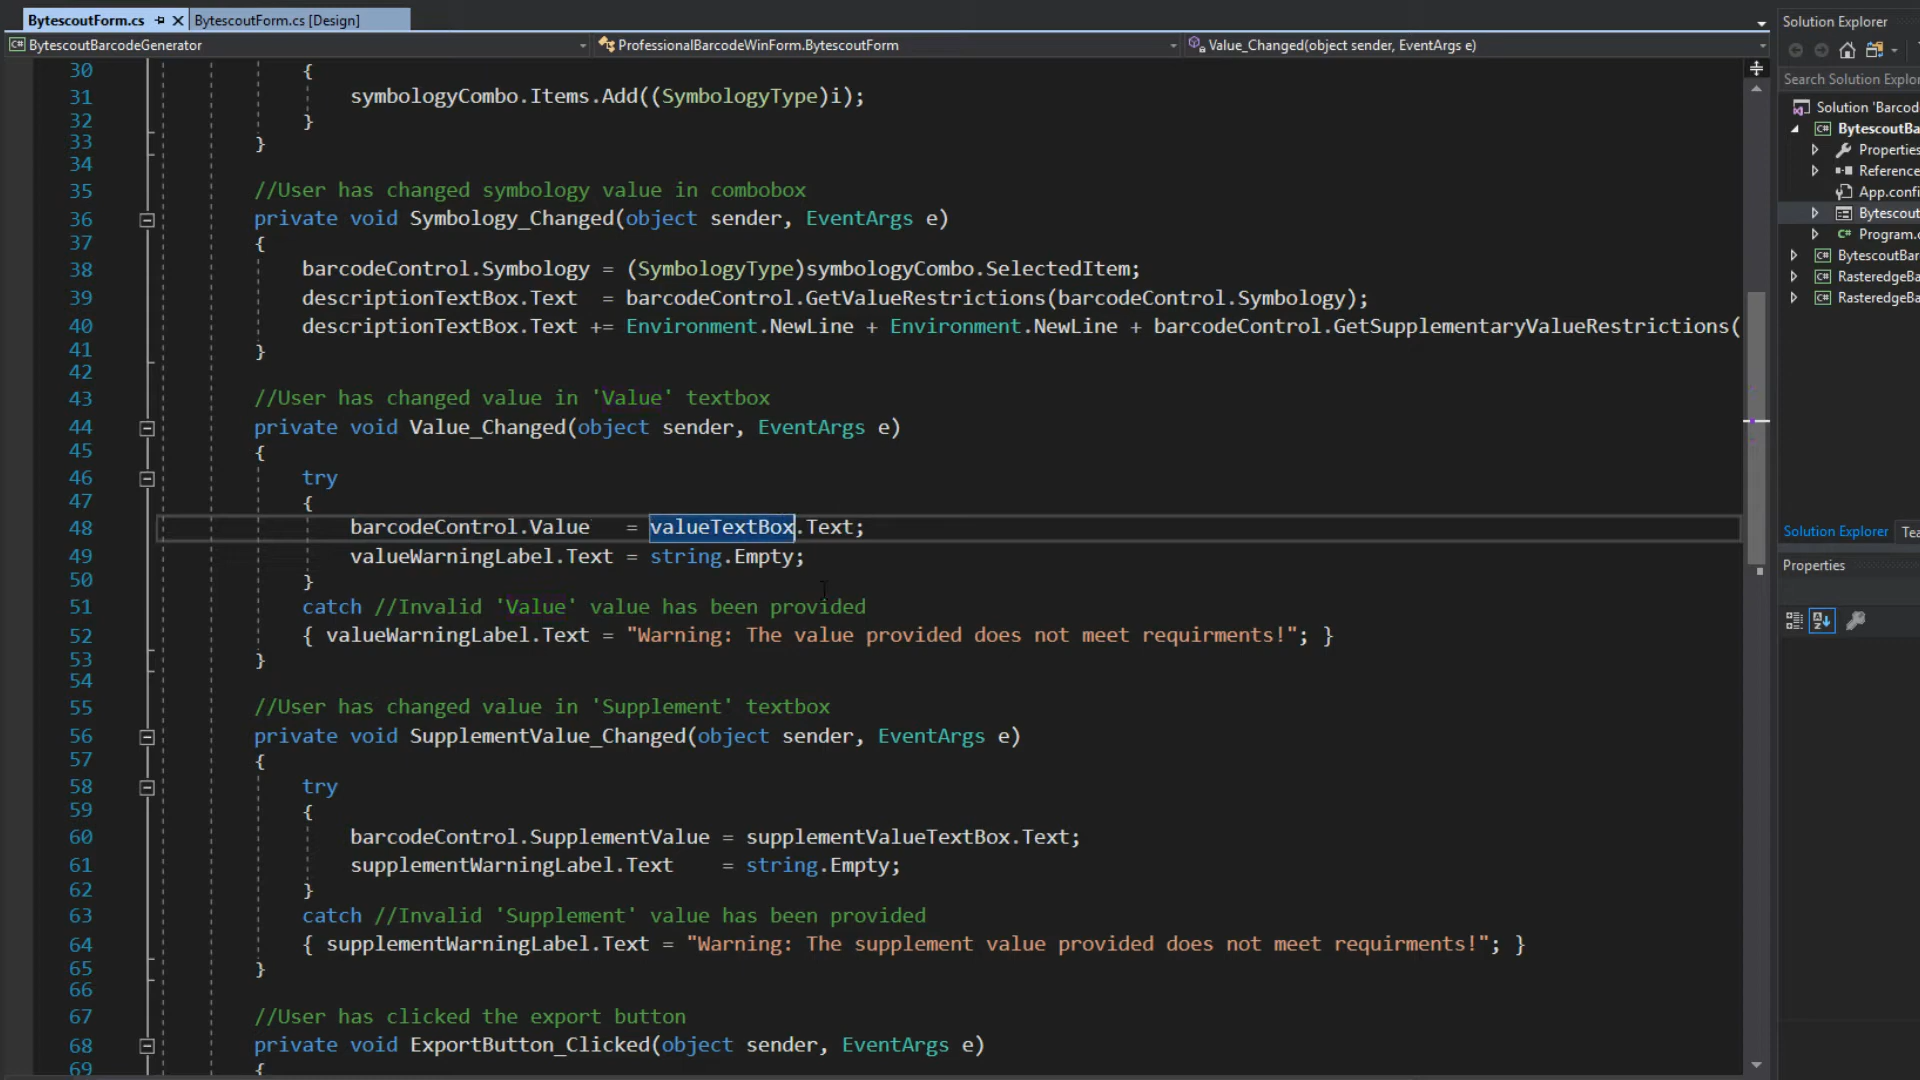 BytescoutForm.cs
BytescoutForm.cs [Design]
BytescoutBarcodeGenerator
ProfessionalBarcodeWinForm.BytescoutForm
Value_Changed(object sender, EventArgs e)
30 {
31 symbologyCombo.Items.Add((SymbologyType)i);
32 }
33 }
34
35 //User has changed symbology value in combobox
36 private void Symbology_Changed(object sender, EventArgs e)
37 {
38 barcodeControl.Symbology = (SymbologyType)symbologyCombo.SelectedItem;
39 descriptionTextBox.Text  = barcodeControl.GetValueRestrictions(barcodeControl.Symbology);
40 descriptionTextBox.Text += Environment.NewLine + Environment.NewLine + barcodeControl.GetSupplementaryValueRestrictions(
41 }
42
43 //User has changed value in 'Value' textbox
44 private void Value_Changed(object sender, EventArgs e)
45 {
46 try
47 {
48 barcodeControl.Value   = valueTextBox.Text;
49 valueWarningLabel.Text = string.Empty;
50 }
51 catch //Invalid 'Value' value has been provided
52 { valueWarningLabel.Text = "Warning: The value provided does not meet requirments!"; }
53 }
54
55 //User has changed value in 'Supplement' textbox
56 private void SupplementValue_Changed(object sender, EventArgs e)
57 {
58 try
59 {
60 barcodeControl.SupplementValue = supplementValueTextBox.Text;
61 supplementWarningLabel.Text    = string.Empty;
62 }
63 catch //Invalid 'Supplement' value has been provided
64 { supplementWarningLabel.Text = "Warning: The supplement value provided does not meet requirments!"; }
65 }
66
67 //User has clicked the export button
68 private void ExportButton_Clicked(object sender, EventArgs e)
69 {
Solution Explorer
Search Solution Explo
Solution 'Barcod
BytescoutBa
Properties
Reference
App.confi
Bytescout
Program.c
BytescoutBar
RasteredgeBa
RasteredgeBa
Solution Explorer
Tea
Properties